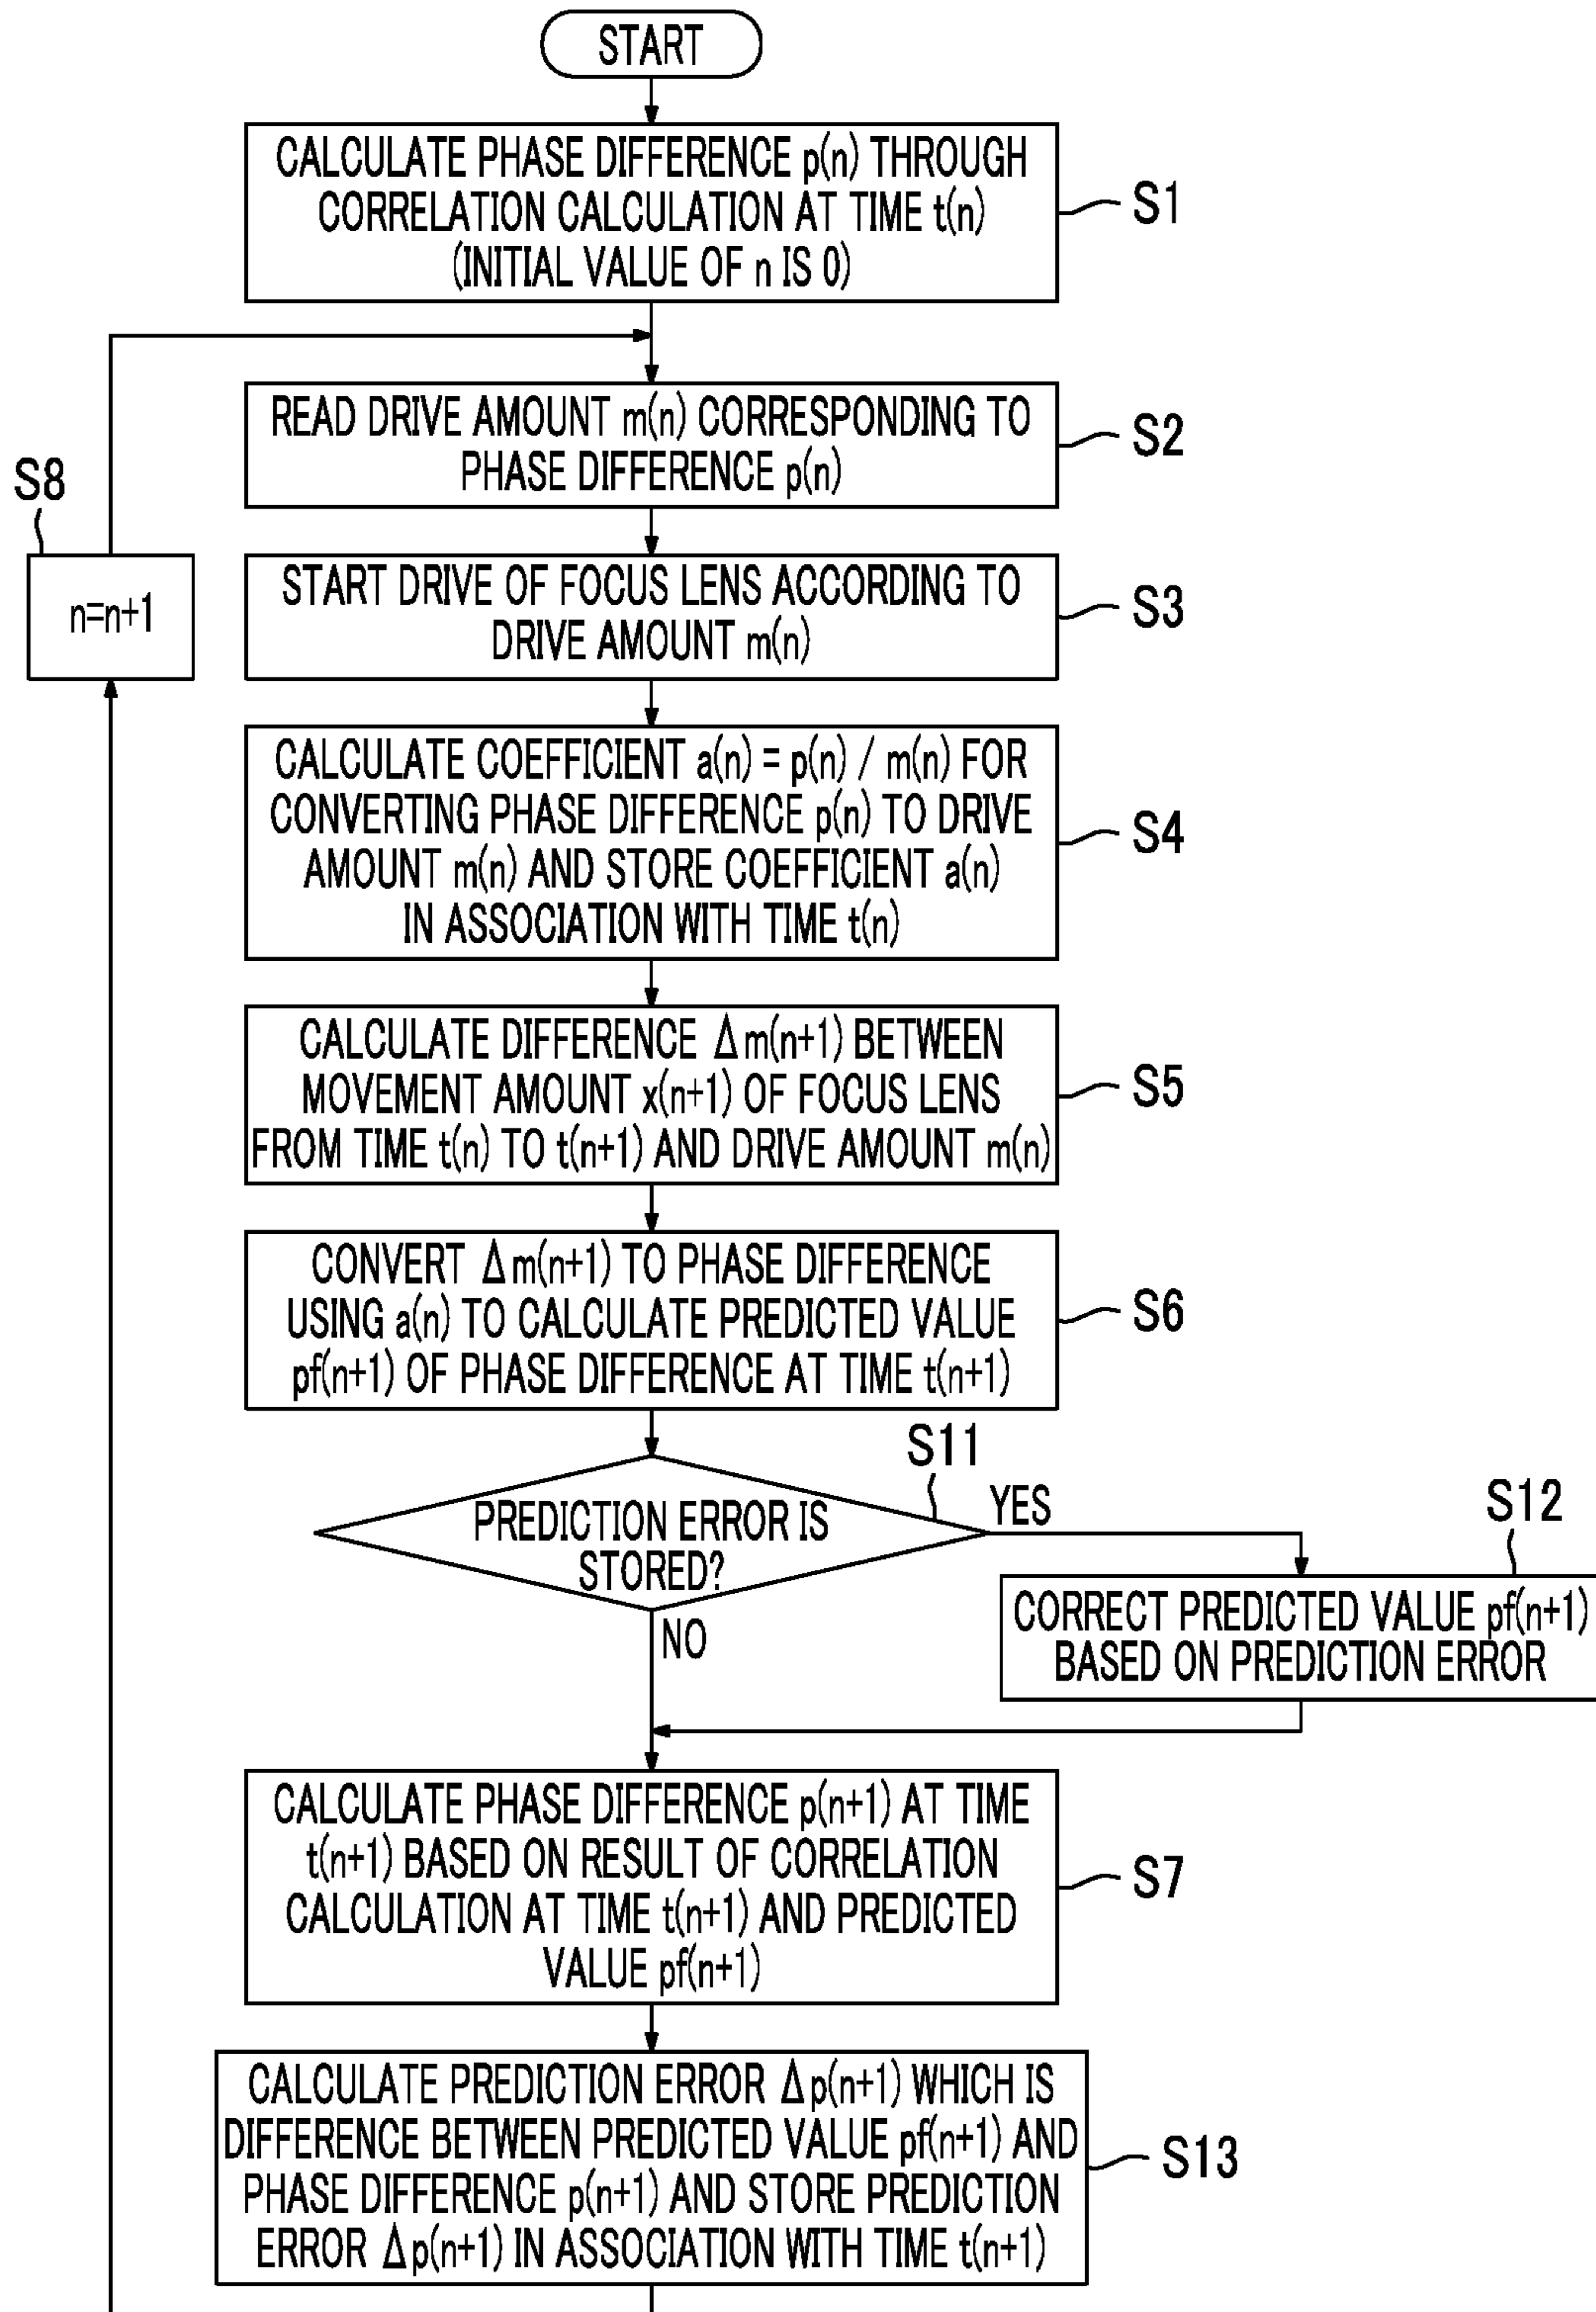 START
CALCULATE PHASE DIFFERENCE p(n) THROUGH
CORRELATION CALCULATION AT TIME t(n)
(INITIAL VALUE OF n IS 0)
S1
READ DRIVE AMOUNT m(n) CORRESPONDING TO
PHASE DIFFERENCE p(n)
S2
S8
n=n+1
START DRIVE OF FOCUS LENS ACCORDING TO
DRIVE AMOUNT m(n)
S3
CALCULATE COEFFICIENT a(n) = p(n) / m(n) FOR
CONVERTING PHASE DIFFERENCE p(n) TO DRIVE
AMOUNT m(n) AND STORE COEFFICIENT a(n)
IN ASSOCIATION WITH TIME t(n)
S4
CALCULATE DIFFERENCE Δm(n+1) BETWEEN
MOVEMENT AMOUNT x(n+1) OF FOCUS LENS
FROM TIME t(n) TO t(n+1) AND DRIVE AMOUNT m(n)
S5
CONVERT Δm(n+1) TO PHASE DIFFERENCE
USING a(n) TO CALCULATE PREDICTED VALUE
pf(n+1) OF PHASE DIFFERENCE AT TIME t(n+1)
S6
S11
PREDICTION ERROR IS
STORED?
YES
NO
S12
CORRECT PREDICTED VALUE pf(n+1)
BASED ON PREDICTION ERROR
CALCULATE PHASE DIFFERENCE p(n+1) AT TIME
t(n+1) BASED ON RESULT OF CORRELATION
CALCULATION AT TIME t(n+1) AND PREDICTED
VALUE pf(n+1)
S7
CALCULATE PREDICTION ERROR Δp(n+1) WHICH IS
DIFFERENCE BETWEEN PREDICTED VALUE pf(n+1) AND
PHASE DIFFERENCE p(n+1) AND STORE PREDICTION
ERROR Δp(n+1) IN ASSOCIATION WITH TIME t(n+1)
S13